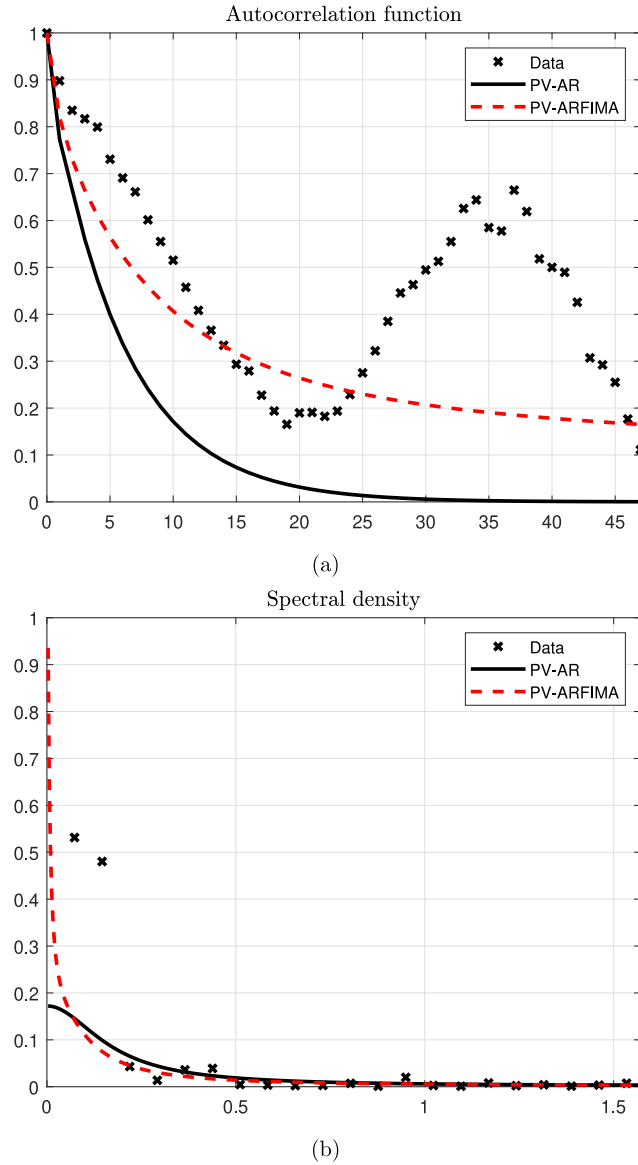 Autocorrelation function
1
0.9
0.8
0.7
0.6
0.5
0.4
0.3
0.2
0.1
0
Data
PV-AR
PV-ARFIMA
0 5 10 15 20 25 30 35 40 45
(a)
Spectral density
1
0.9
0.8
0.7
0.6
0.5
0.4
0.3
0.2
0.1
0
Data
PV-AR
PV-ARFIMA
0 0.5 1 1.5
(b)